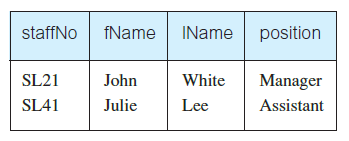 staffNo fName lName position
SL21 John White Manager
SL41 Julie Lee Assistant